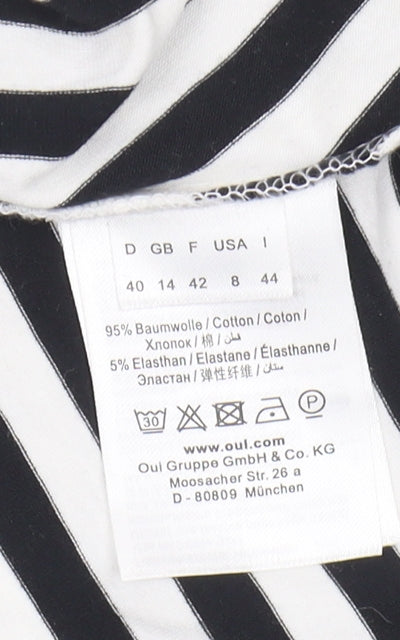 D GB F USA I
40 14 42 8 44
95% Baumwolle / Cotton / Coton /
Хлопок / 棉 / قطن /
5% Elasthan / Elastane / Élasthanne /
Эластан / 弹性纤维 /
30 P
www.oui.com
Oui Gruppe GmbH & Co. KG
Moosacher Str. 26 a
D - 80809 München